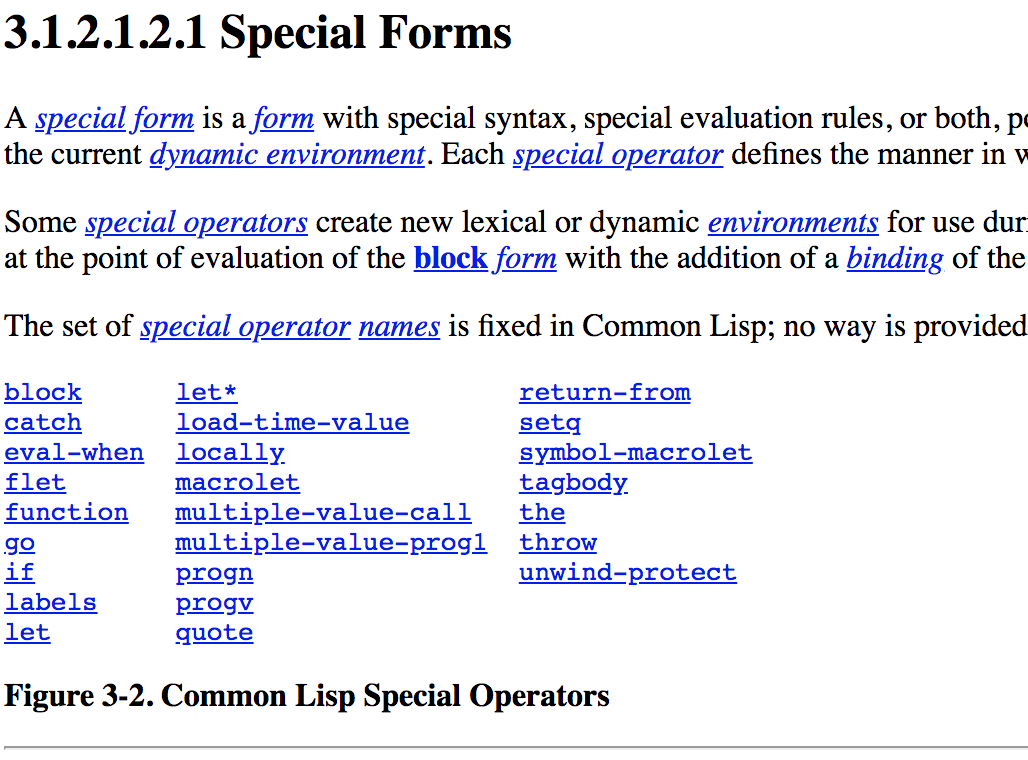 3.1.2.1.2.1 Special Forms
A special form is a form with special syntax, special evaluation rules, or both,
the current dynamic environment. Each special operator defines the manner in
Some special operators create new lexical or dynamic environments for use
at the point of evaluation of the block form with the addition of a binding of the
The set of special operator names is fixed in Common Lisp; no way is provided
block let* return-from
catch load-time-value setq
eval-when locally symbol-macrolet
flet macrolet tagbody
function multiple-value-call the
go multiple-value-prog1 throw
if progn unwind-protect
labels progv
let quote
Figure 3-2. Common Lisp Special Operators